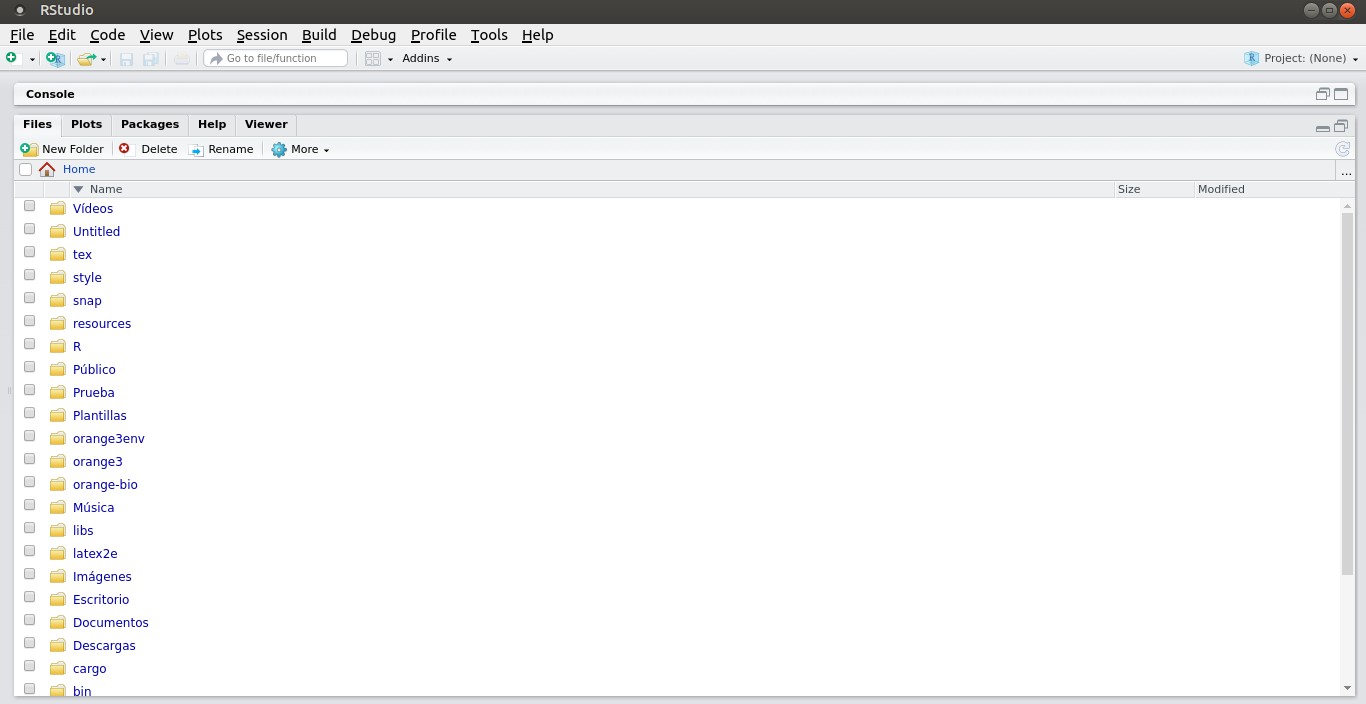 RStudio
File Edit Code View Plots Session Build Debug Profile Tools Help
Go to file/function Addins Project: (None)
Console
Files Plots Packages Help Viewer
New Folder Delete Rename More
Home ...
Name Size Modified
Vídeos
Untitled
tex
style
snap
resources
R
Público
Prueba
Plantillas
orange3env
orange3
orange-bio
Música
libs
latex2e
Imágenes
Escritorio
Documentos
Descargas
cargo
bin